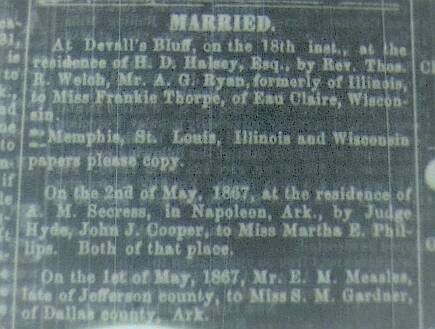 MARRIED.
At Devall's Bluff, on the 18th inst., at the
residence of H. D. Halsey, Esq., by Rev. Thos.
R. Welch, Mr. A. G. Ryan, formerly of Illinois,
to Miss Frankie Thorpe, of Eau Claire, Wiscon-
sin.
Memphis, St. Louis, Illinois and Wisconsin
papers please copy.
On the 2nd of May, 1867, at the residence of
A. M. Secress, in Napoleon, Ark., by Judge
Hyde, John J. Cooper, to Miss Martha E. Phil-
lips. Both of that place.
On the 1st of May, 1867, Mr. E. M. Measles,
late of Jefferson county, to Miss S. M. Gardner,
of Dallas county, Ark.